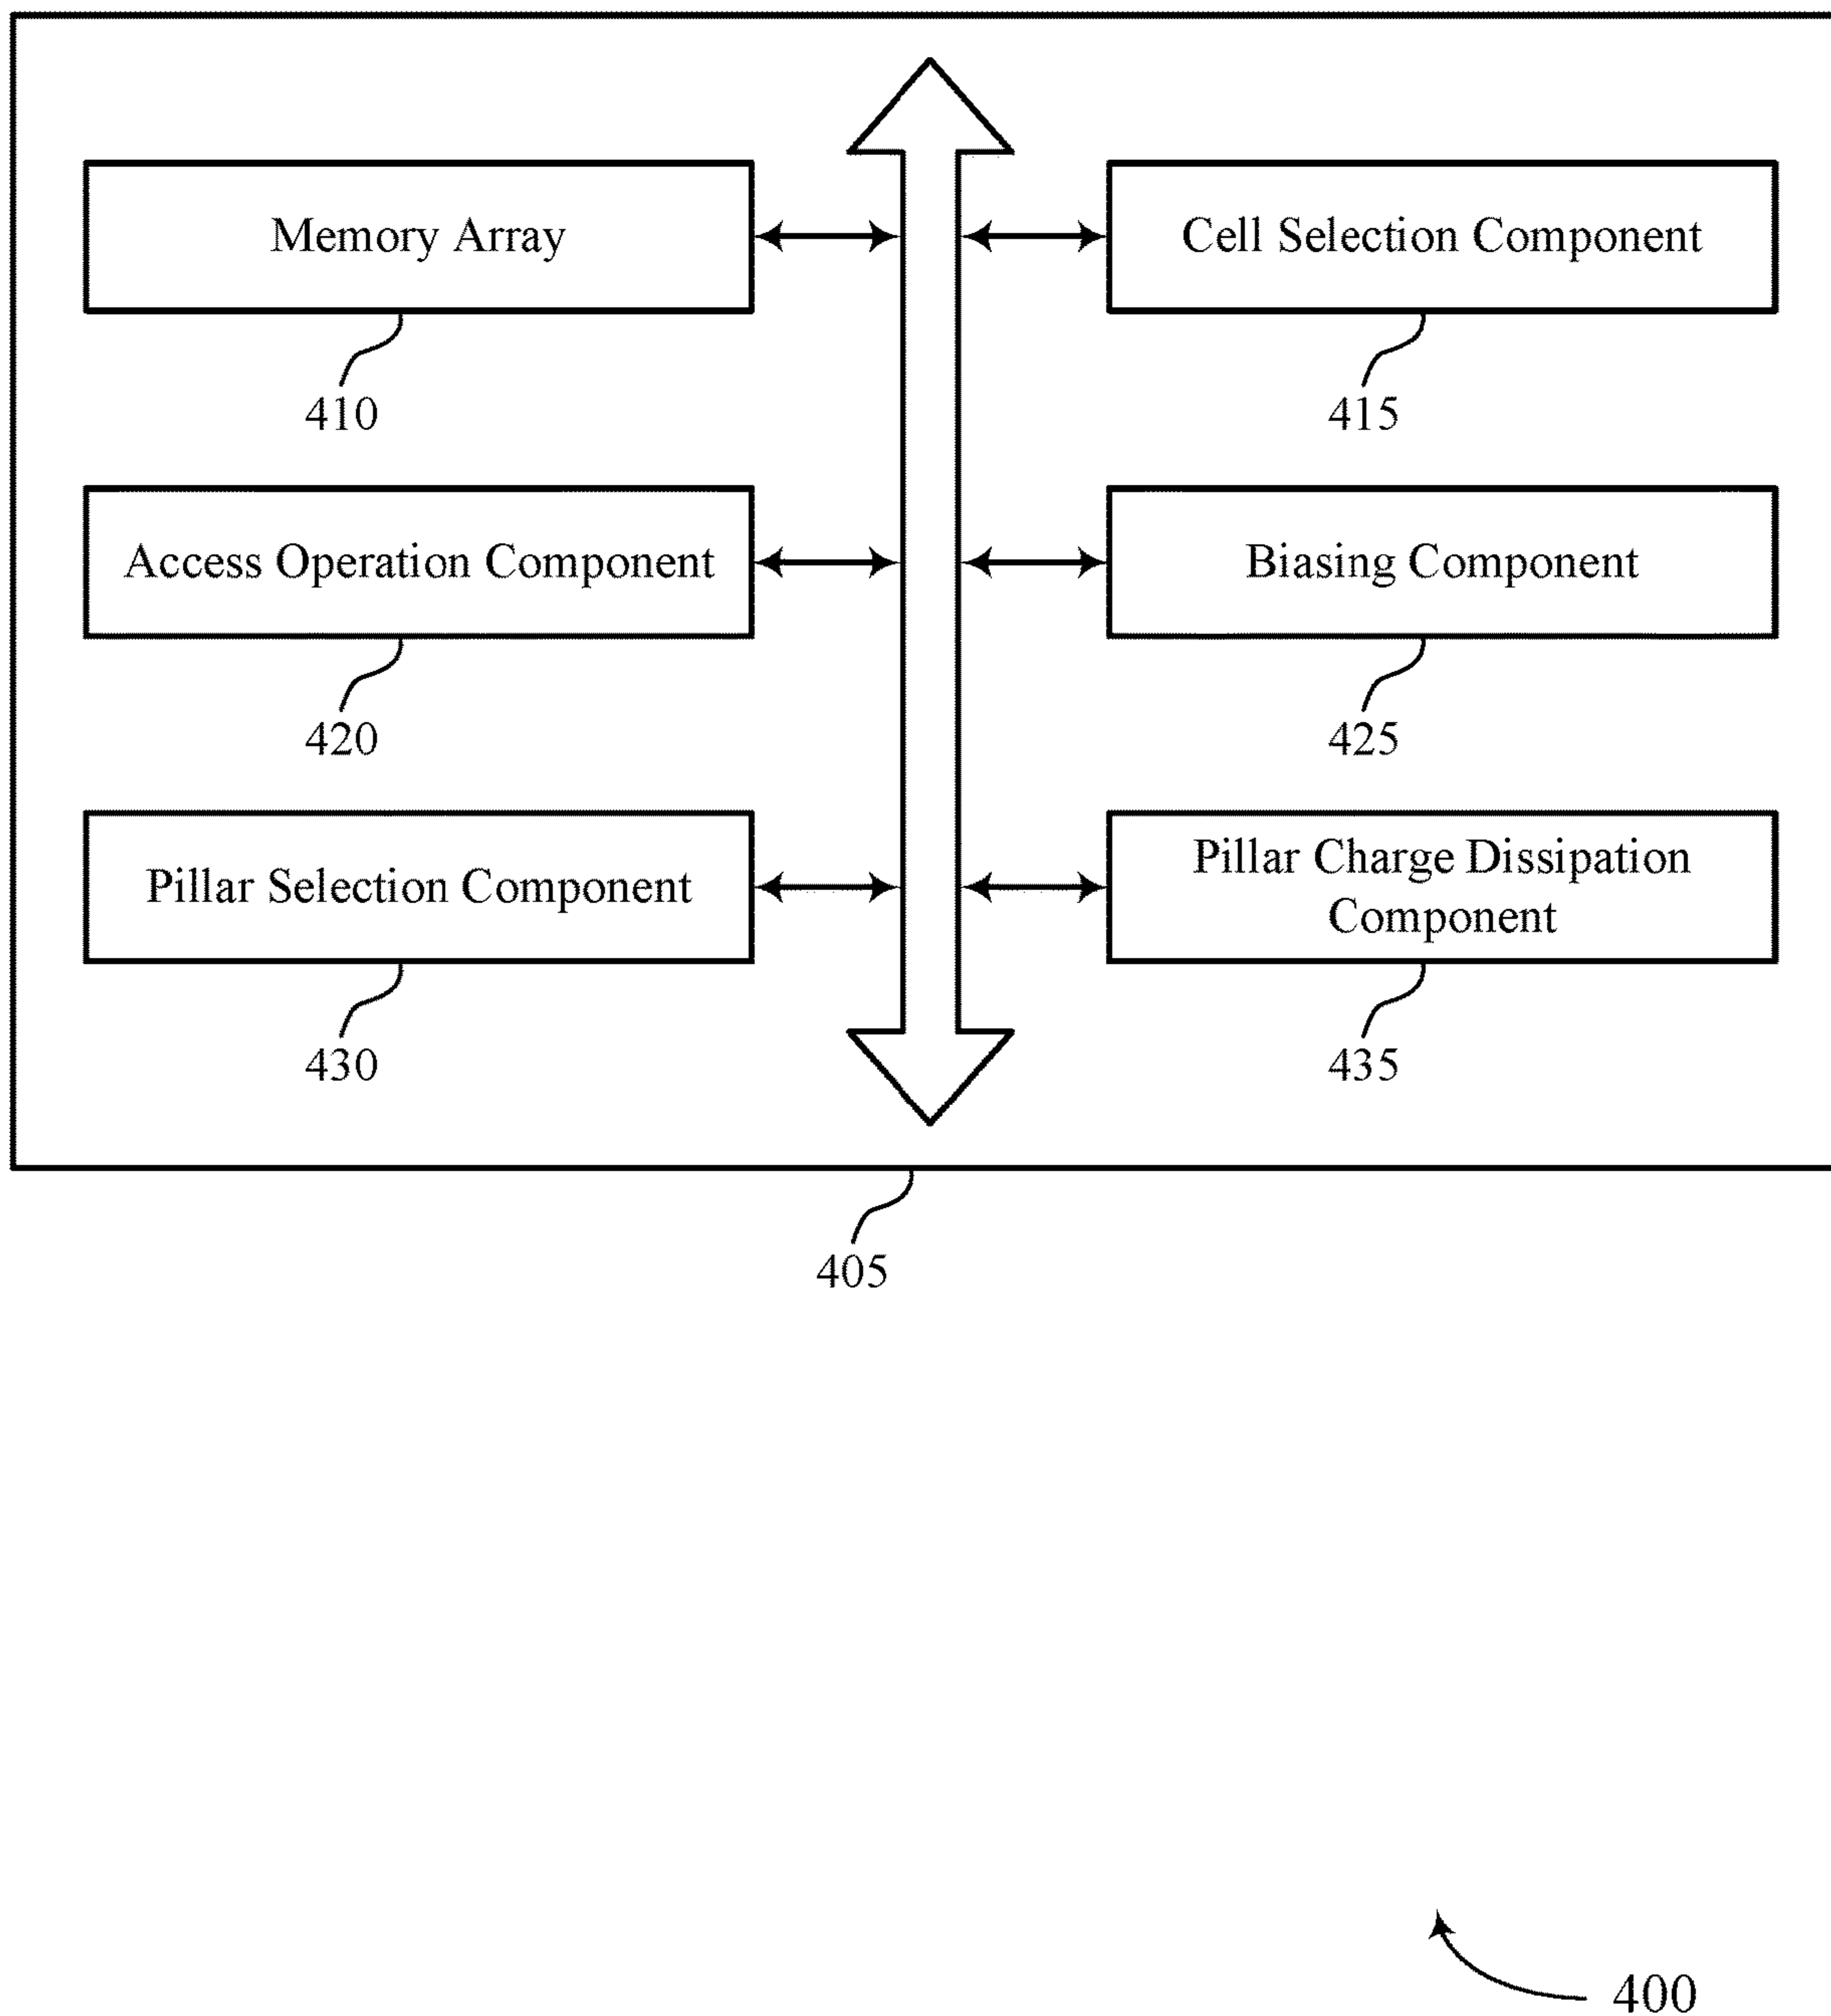 Memory Array
Cell Selection Component
410
415
Access Operation Component
Biasing Component
420
425
Pillar Selection Component
Pillar Charge Dissipation
Component
430
435
405
400